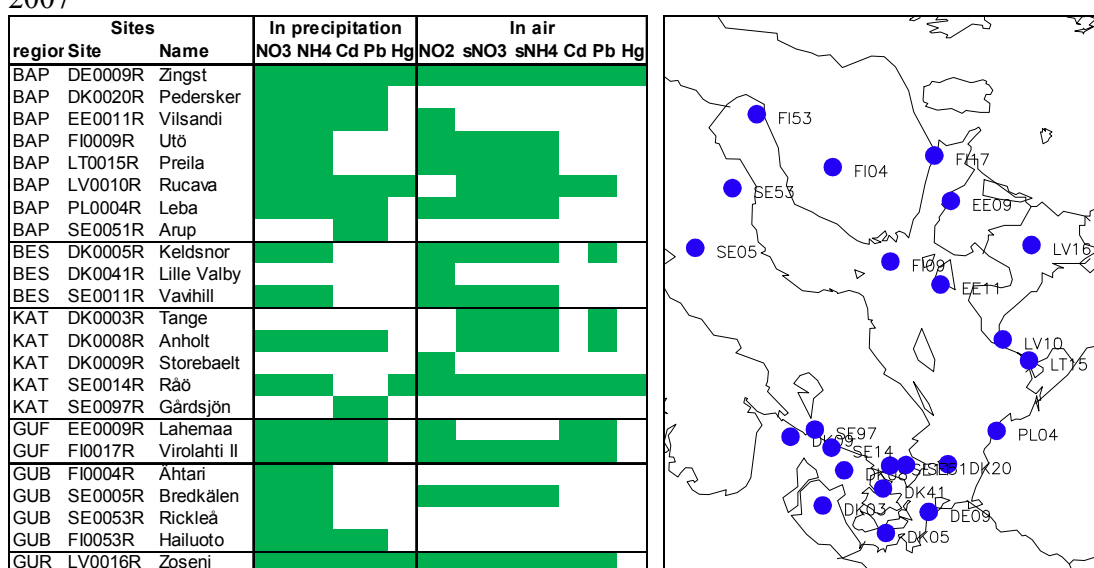 2007
Sites In precipitation In air
region Site Name NO3 NH4 Cd Pb Hg NO2 sNO3 sNH4 Cd Pb Hg
BAP DE0009R Zingst
BAP DK0020R Pedersker
BAP EE0011R Vilsandi
BAP FI0009R Utö
BAP LT0015R Preila
BAP LV0010R Rucava
BAP PL0004R Leba
BAP SE0051R Arup
BES DK0005R Keldsnor
BES DK0041R Lille Valby
BES SE0011R Vavihill
KAT DK0003R Tange
KAT DK0008R Anholt
KAT DK0009R Storebaelt
KAT SE0014R Råö
KAT SE0097R Gårdsjön
GUF EE0009R Lahemaa
GUF FI0017R Virolahti II
GUB FI0004R Ähtari
GUB SE0005R Bredkälen
GUB SE0053R Rickleå
GUB FI0053R Hailuoto
GUR LV0016R Zoseni
FI53
FI17
FI04
SE53
EE09
SE05
LV16
FI09
EE11
LV10
LT15
SE97
PL04
DK09
SE14
DK20
DK08
DK41
DK03
DE09
DK05